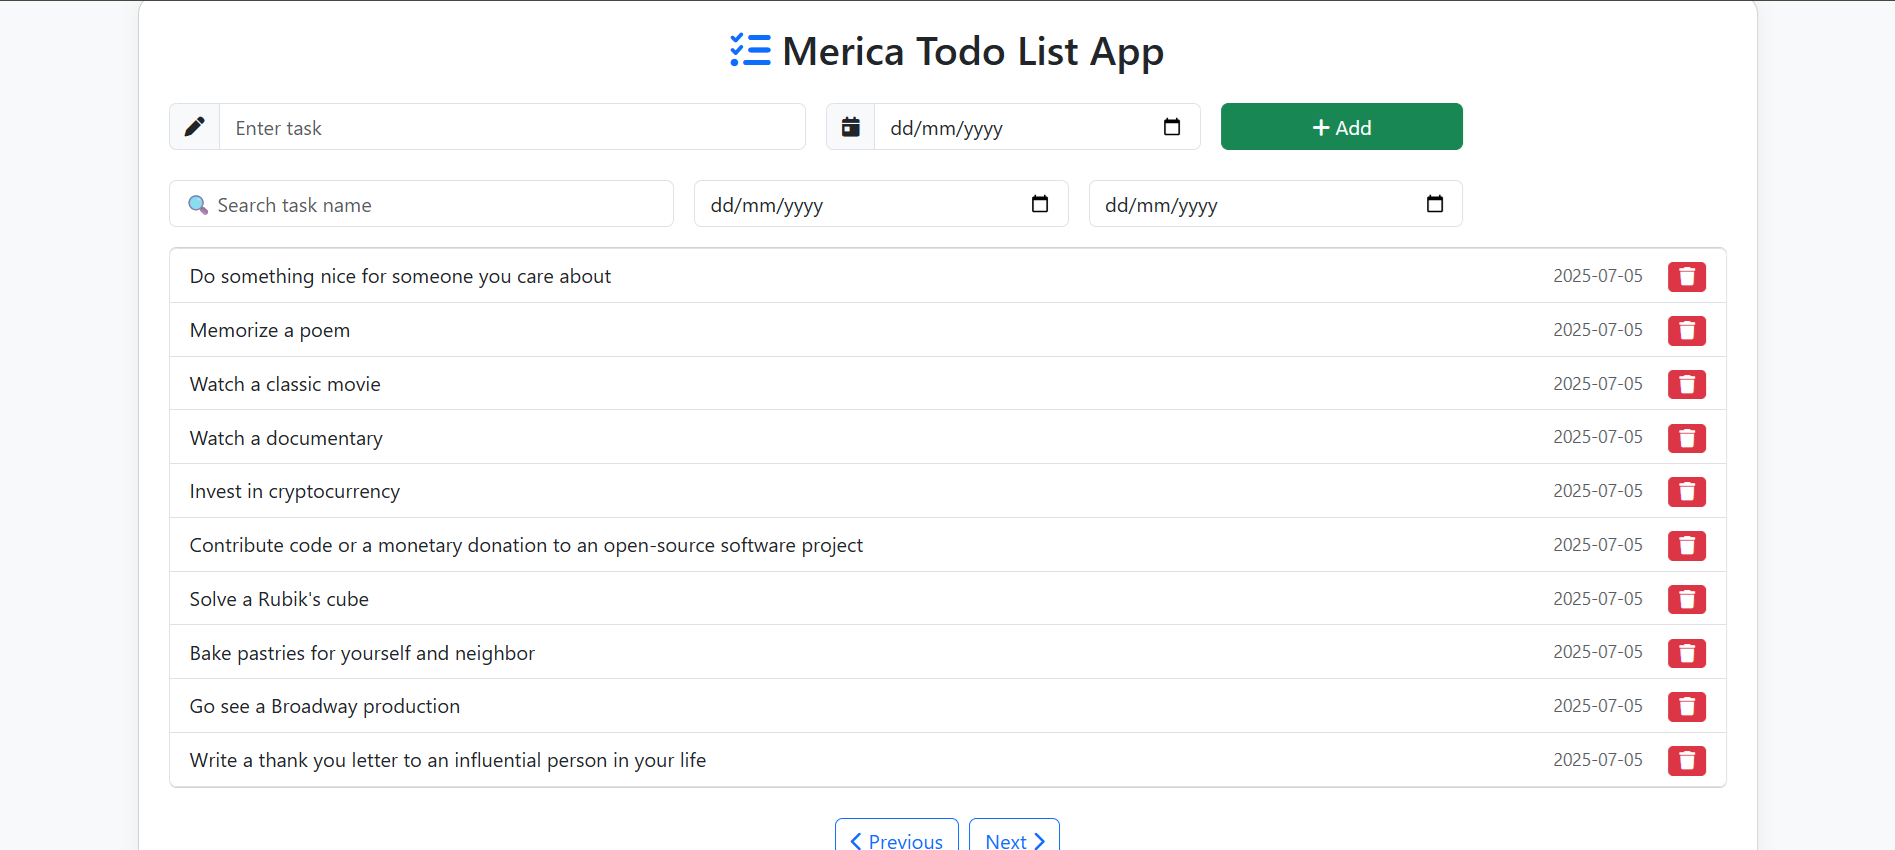 Merica Todo List App
Enter task
dd/mm/yyyy
Add
Search task name
dd/mm/yyyy
dd/mm/yyyy
Do something nice for someone you care about 2025-07-05
Memorize a poem 2025-07-05
Watch a classic movie 2025-07-05
Watch a documentary 2025-07-05
Invest in cryptocurrency 2025-07-05
Contribute code or a monetary donation to an open-source software project 2025-07-05
Solve a Rubik's cube 2025-07-05
Bake pastries for yourself and neighbor 2025-07-05
Go see a Broadway production 2025-07-05
Write a thank you letter to an influential person in your life 2025-07-05
Previous
Next